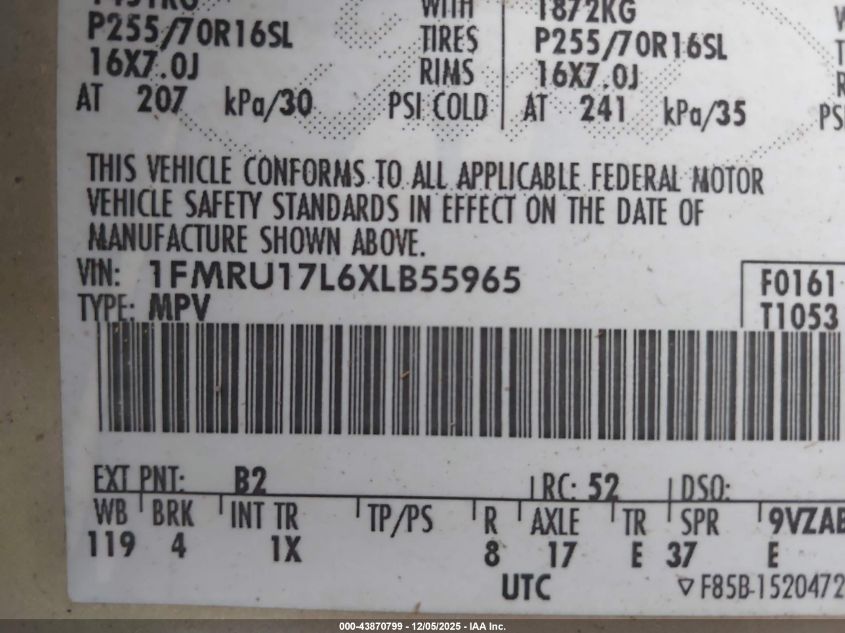 1451KG WITH 1872KG
P255/70R16SL TIRES P255/70R16SL
16X7.0J RIMS 16X7.0J
AT 207 kPa/30 PSI COLD AT 241 kPa/35 PS
THIS VEHICLE CONFORMS TO ALL APPLICABLE FEDERAL MOTOR
VEHICLE SAFETY STANDARDS IN EFFECT ON THE DATE OF
MANUFACTURE SHOWN ABOVE.
VIN: 1FMRU17L6XLB55965 F0161
TYPE: MPV T1053
EXT PNT: B2 RC: 52 DSO:
WB BRK INT TR TP/PS R AXLE TR SPR 9VZAB
119 4 1X 8 17 E 37 E
UTC ▽F85B-1520472
000-43870799 - 12/05/2025 - IAA Inc.